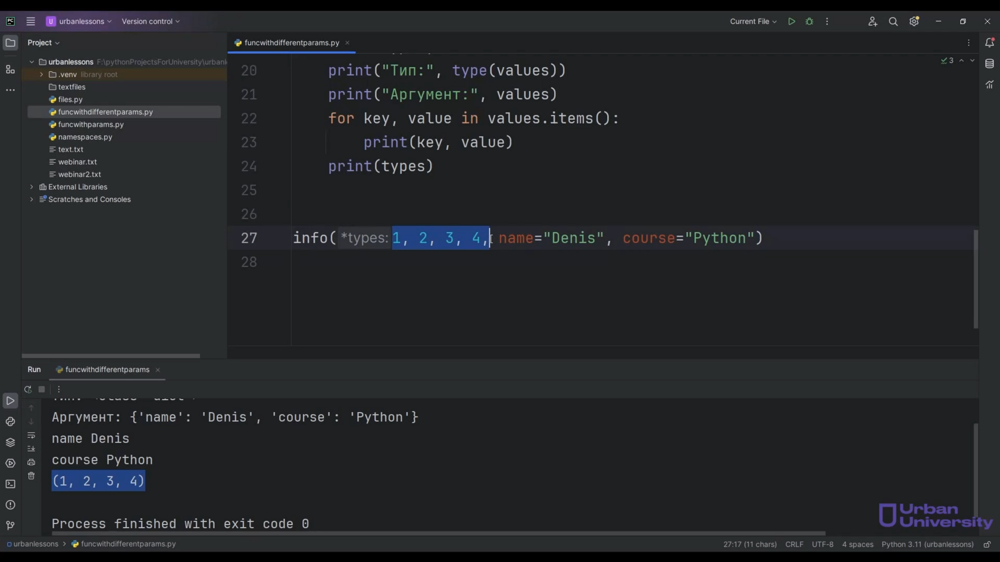 PC
U urbanlessons
Version control
Current File
Project
funcwithdifferentparams.py
urbanlessons F:\pythonProjectsForUniversity\urbanl
.venv library root
textfiles
files.py
funcwithdifferentparams.py
funcwithparams.py
namespaces.py
text.txt
webinar.txt
webinar2.txt
External Libraries
Scratches and Consoles
3
20 print("Тип:", type(values))
21 print("Аргумент:", values)
22 for key, value in values.items():
23 print(key, value)
24 print(types)
25
26
27 info( *types: 1, 2, 3, 4, name="Denis", course="Python")
28
Run funcwithdifferentparams
Аргумент: {'name': 'Denis', 'course': 'Python'}
name Denis
course Python
(1, 2, 3, 4)
Process finished with exit code 0
Urban
University
urbanlessons > funcwithdifferentparams.py
27:17 (11 chars) CRLF UTF-8 4 spaces Python 3.11 (urbanlessons)